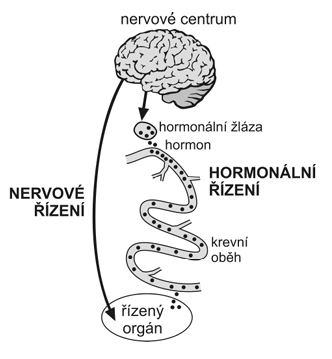 nervové centrum
hormonální žláza
hormon
HORMONÁLNÍ
ŘÍZENÍ
NERVOVÉ
ŘÍZENÍ
krevní
oběh
řízený
orgán